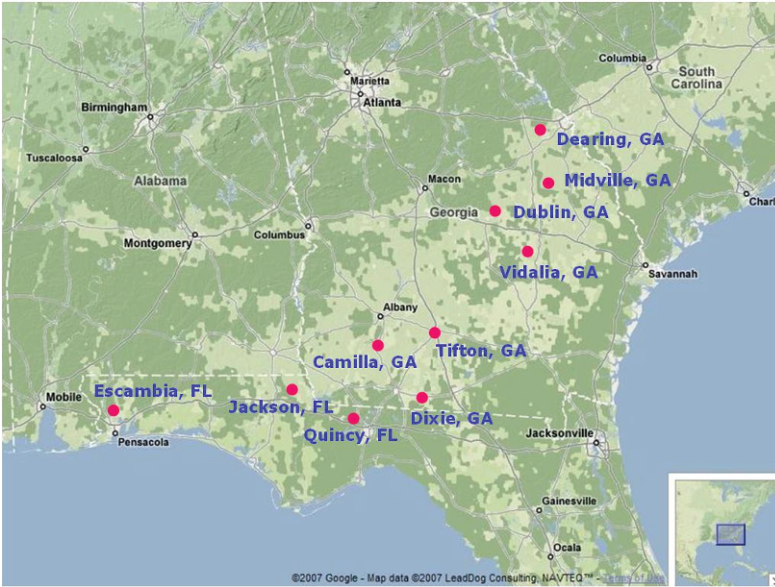 Columbia
South
Carolina
Marietta
Atlanta
Birmingham
Dearing, GA
Tuscaloosa
Macon
Midville, GA
Alabama
Georgia
Dublin, GA
Char
Columbus
Montgomery
Vidalia, GA
Savannah
Albany
Tifton, GA
Camilla, GA
Escambia, FL
Mobile
Jackson, FL
Dixie, GA
Quincy, FL
Pensacola
Jacksonville
Gainesville
Ocala
©2007 Google - Map data ©2007 LeadDog Consulting, NAVTEQ™ - Terms of Use